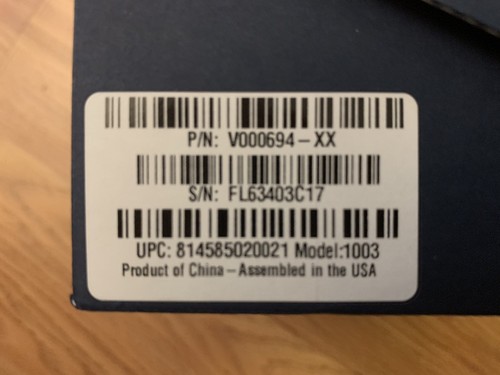 P/N: V000694-XX
S/N: FL63403C17
UPC: 814585020021 Model:1003
Product of China-Assembled in the USA